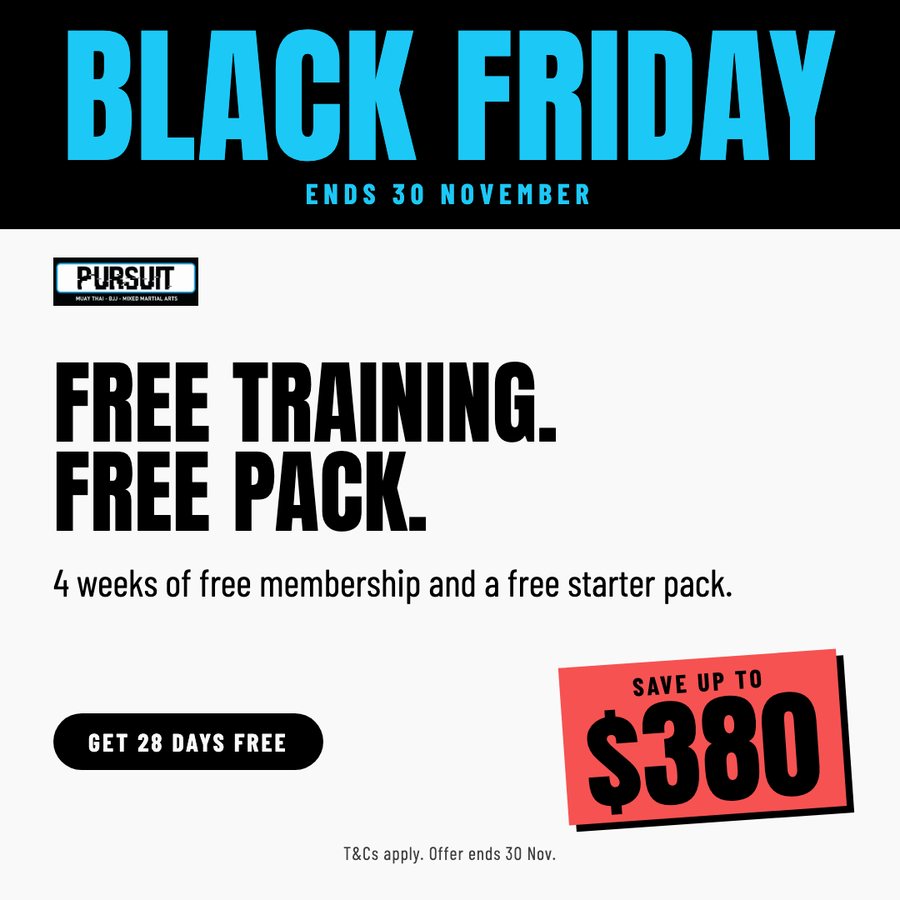 BLACK FRIDAY
ENDS 30 NOVEMBER
PURSUIT
MUAY THAI - BJJ - MIXED MARTIAL ARTS
FREE TRAINING.
FREE PACK.
4 weeks of free membership and a free starter pack.
SAVE UP TO
$380
GET 28 DAYS FREE
T&Cs apply. Offer ends 30 Nov.